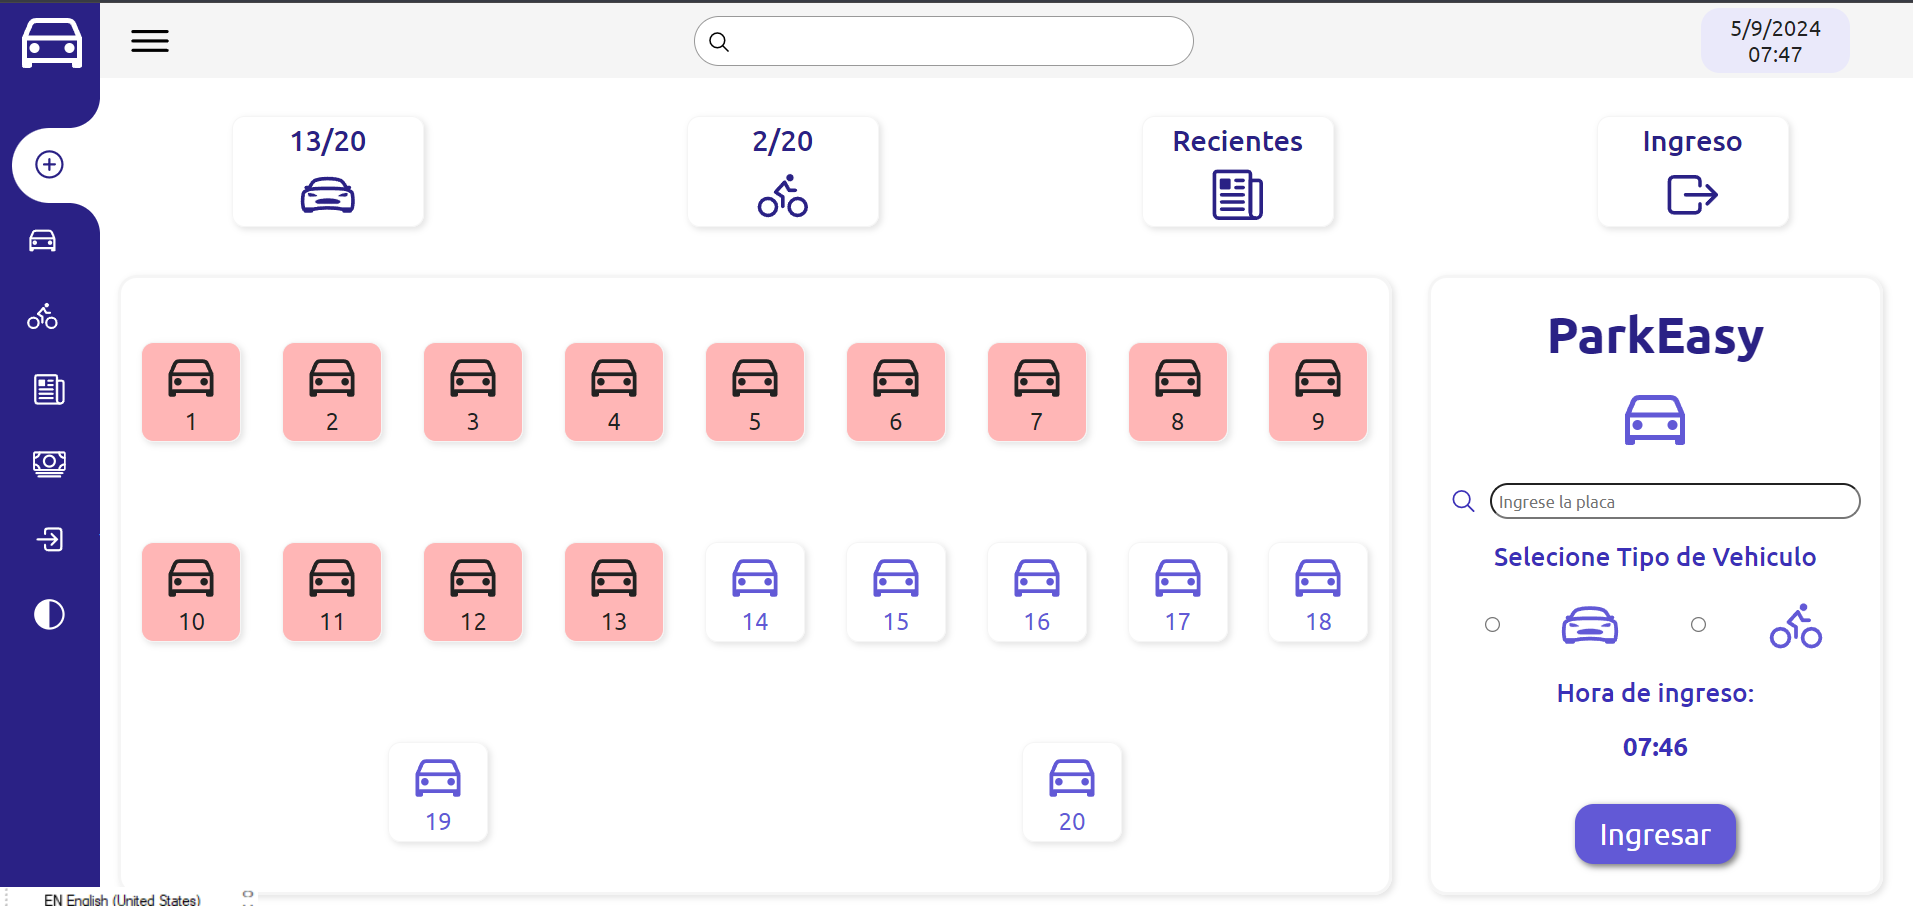 5/9/2024
07:47
13/20
2/20
Recientes
Ingreso
1 2 3 4 5 6 7 8 9
10 11 12 13 14 15 16 17 18
19 20
ParkEasy
Ingrese la placa
Selecione Tipo de Vehiculo
Hora de ingreso:
07:46
Ingresar
EN English (United States)